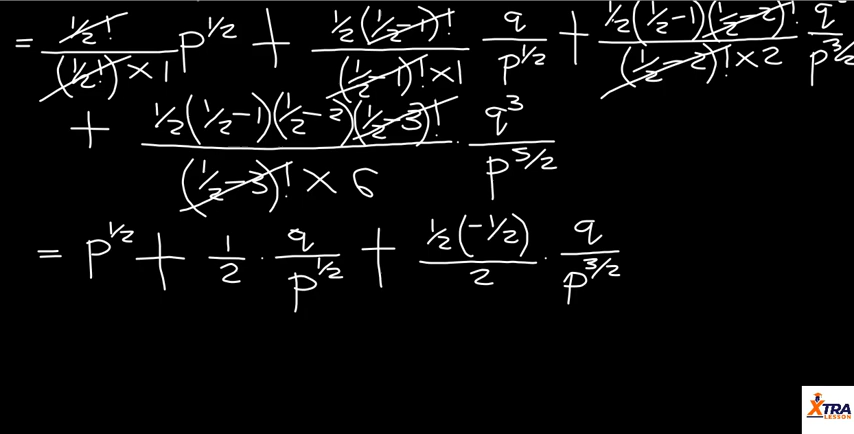 = ½! / (½!) × 1 p^½ + ½(½-1)! / (½-1)! × 1 q / p^½ + ½(½-1)(½-2)! / (½-2)! × 2 q / p^3/2
+ ½(½-1)(½-2)(½-3)! / (½-3)! × 6 · q³ / p^5/2
= p^½ + 1/2 · q / p^½ + ½(-½) / 2 · q / p^3/2
XTRA
LESSON